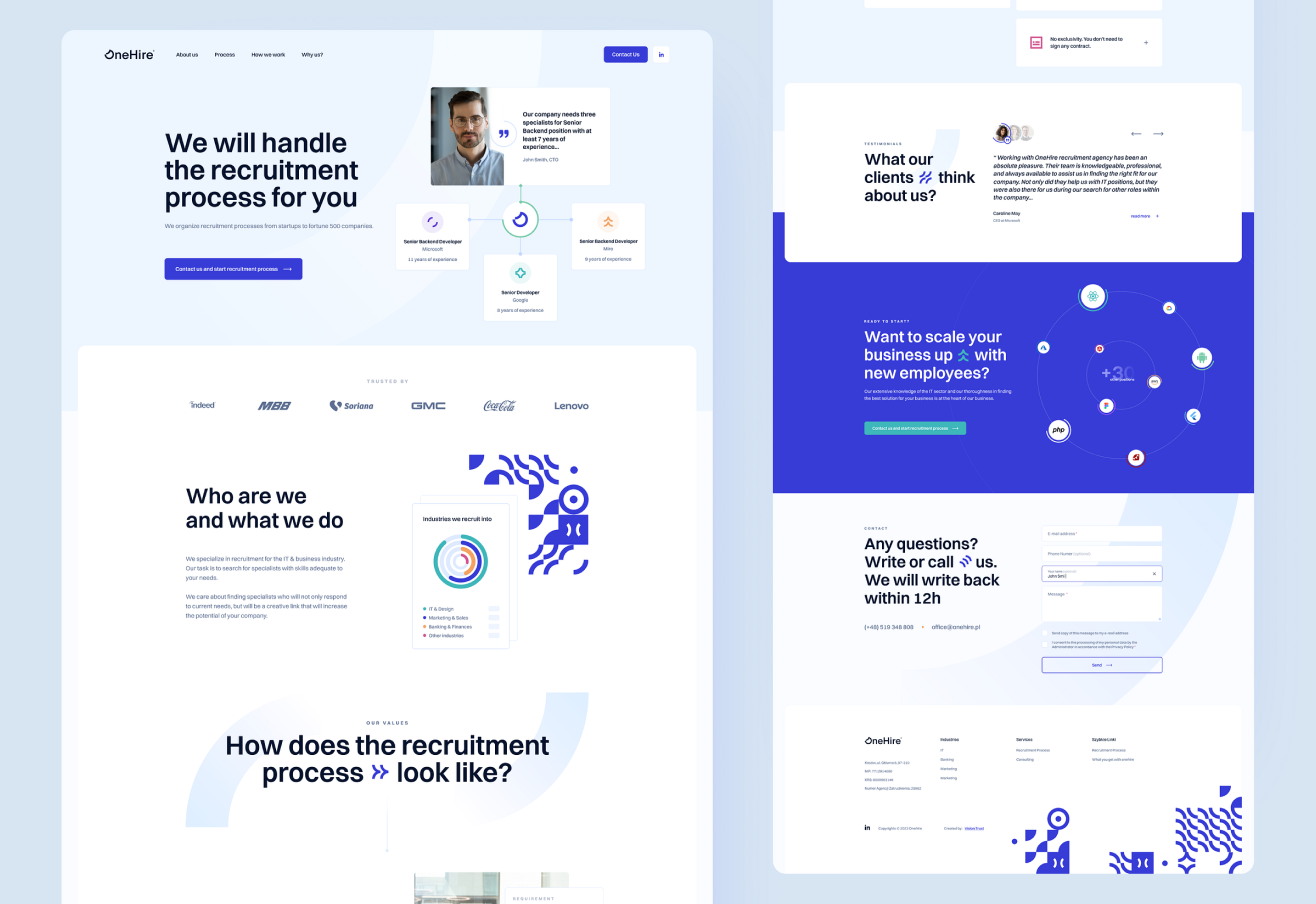 OneHire
About us
Process
How we work
Why us?
Contact Us
in
We will handle
the recruitment
process for you
We organize recruitment processes from startups to fortune 500 companies.
Contact us and start recruitment process
Our company needs three
specialists for Senior
Backend position with at
least 7 years of
experience...
John Smith, CTO
Senior Backend Developer
Microsoft
11 years of experience
Senior Backend Developer
Miro
9 years of experience
Senior Developer
Google
8 years of experience
TRUSTED BY
indeed
MBB
Soriana
GMC
Coca-Cola
Lenovo
Who are we
and what we do
We specialize in recruitment for the IT & business industry.
Our task is to search for specialists with skills adequate to
your needs.
We care about finding specialists who will not only respond
to current needs, but will be a creative link that will increase
the potential of your company.
Industries we recruit into
IT & Design
Marketing & Sales
Banking & Finances
Other Industries
OUR VALUES
How does the recruitment
process look like?
REQUIREMENT
No exclusivity. You don't need to
sign any contract.
+
TESTIMONIALS
What our
clients think
about us?
" Working with OneHire recruitment agency has been an
absolute pleasure. Their team is knowledgeable, professional,
and always available to assist us in finding the right fit for our
company. Not only did they help us with IT positions, but they
were also there for us during our search for other roles within
the company...
Caroline May
CEO at Microsoft
read more
+
READY TO START?
Want to scale your
business up with
new employees?
Our extensive knowledge of the IT sector and our thoroughness in finding
the best solution for your business is at the heart of our business.
Contact us and start recruitment process
+30
php
CONTACT
Any questions?
Write or call us.
We will write back
within 12h
(+48) 519 348 808 • office@onehire.pl
E-mail address *
Phone Numer (optional)
Your name (optional)
Message *
Send copy of this message to my e-mail address
I consent to the processing of my personal data by the
Administrator in accordance with the Privacy Policy.*
Send
OneHire
Industries
IT
Banking
Marketing
Marketing
Services
Recruitment Process
Consulting
Szybkie Linki
Recruitment Process
What you get with onehire
in
Copyrights © 2023 OneHire
Created by: